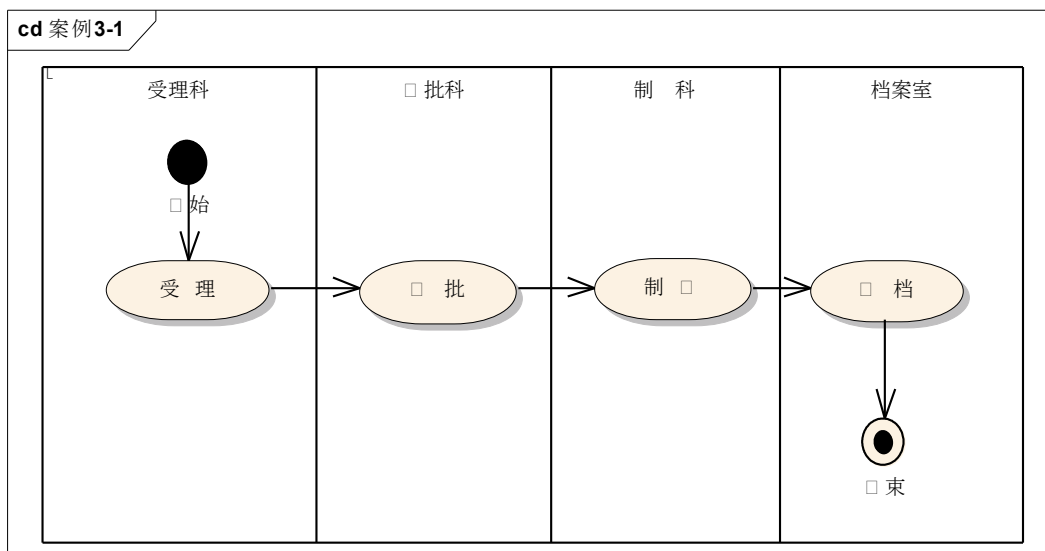 cd 案例3-1
受理科
□ 批科
制 科
档案室
□ 始
受 理
□ 批
制 □
□ 档
□ 束